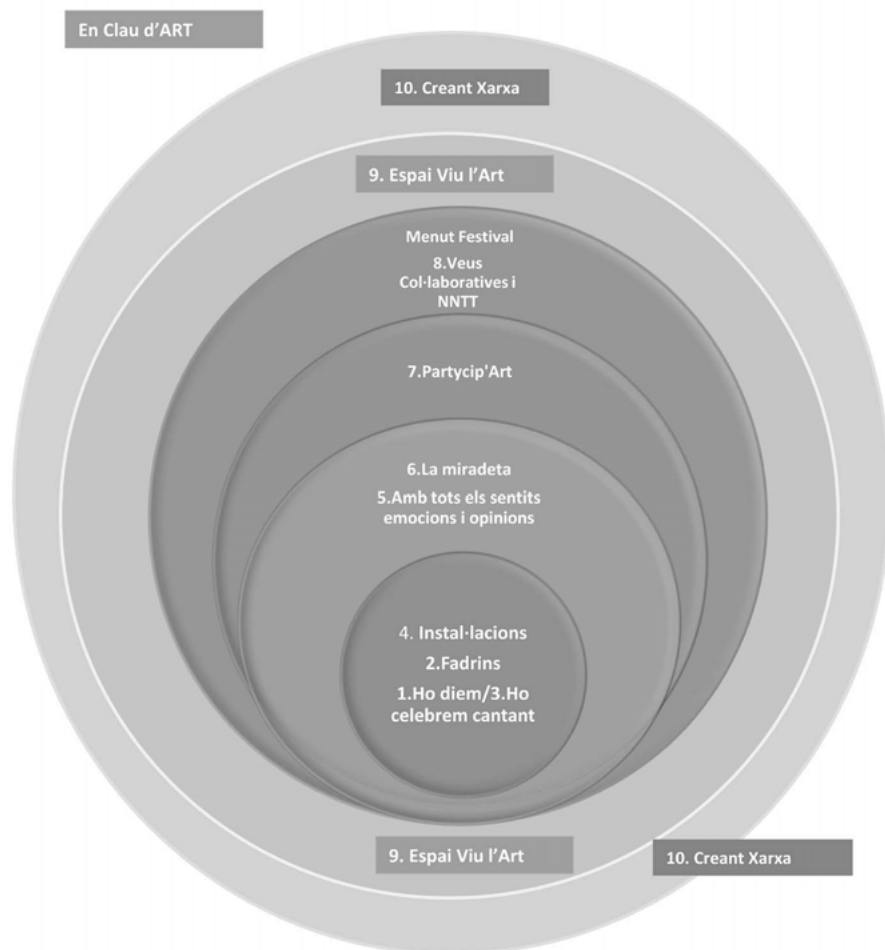 En Clau d’ART
10. Creant Xarxa
9. Espai Viu l’Art
Menut Festival
8.Veus
Col·laboratives i
NNTT
7.Partycip'Art
6.La miradeta
5.Amb tots els sentits
emocions i opinions
4. Instal·lacions
2.Fadrins
1.Ho diem/3.Ho
celebrem cantant
9. Espai Viu l’Art
10. Creant Xarxa